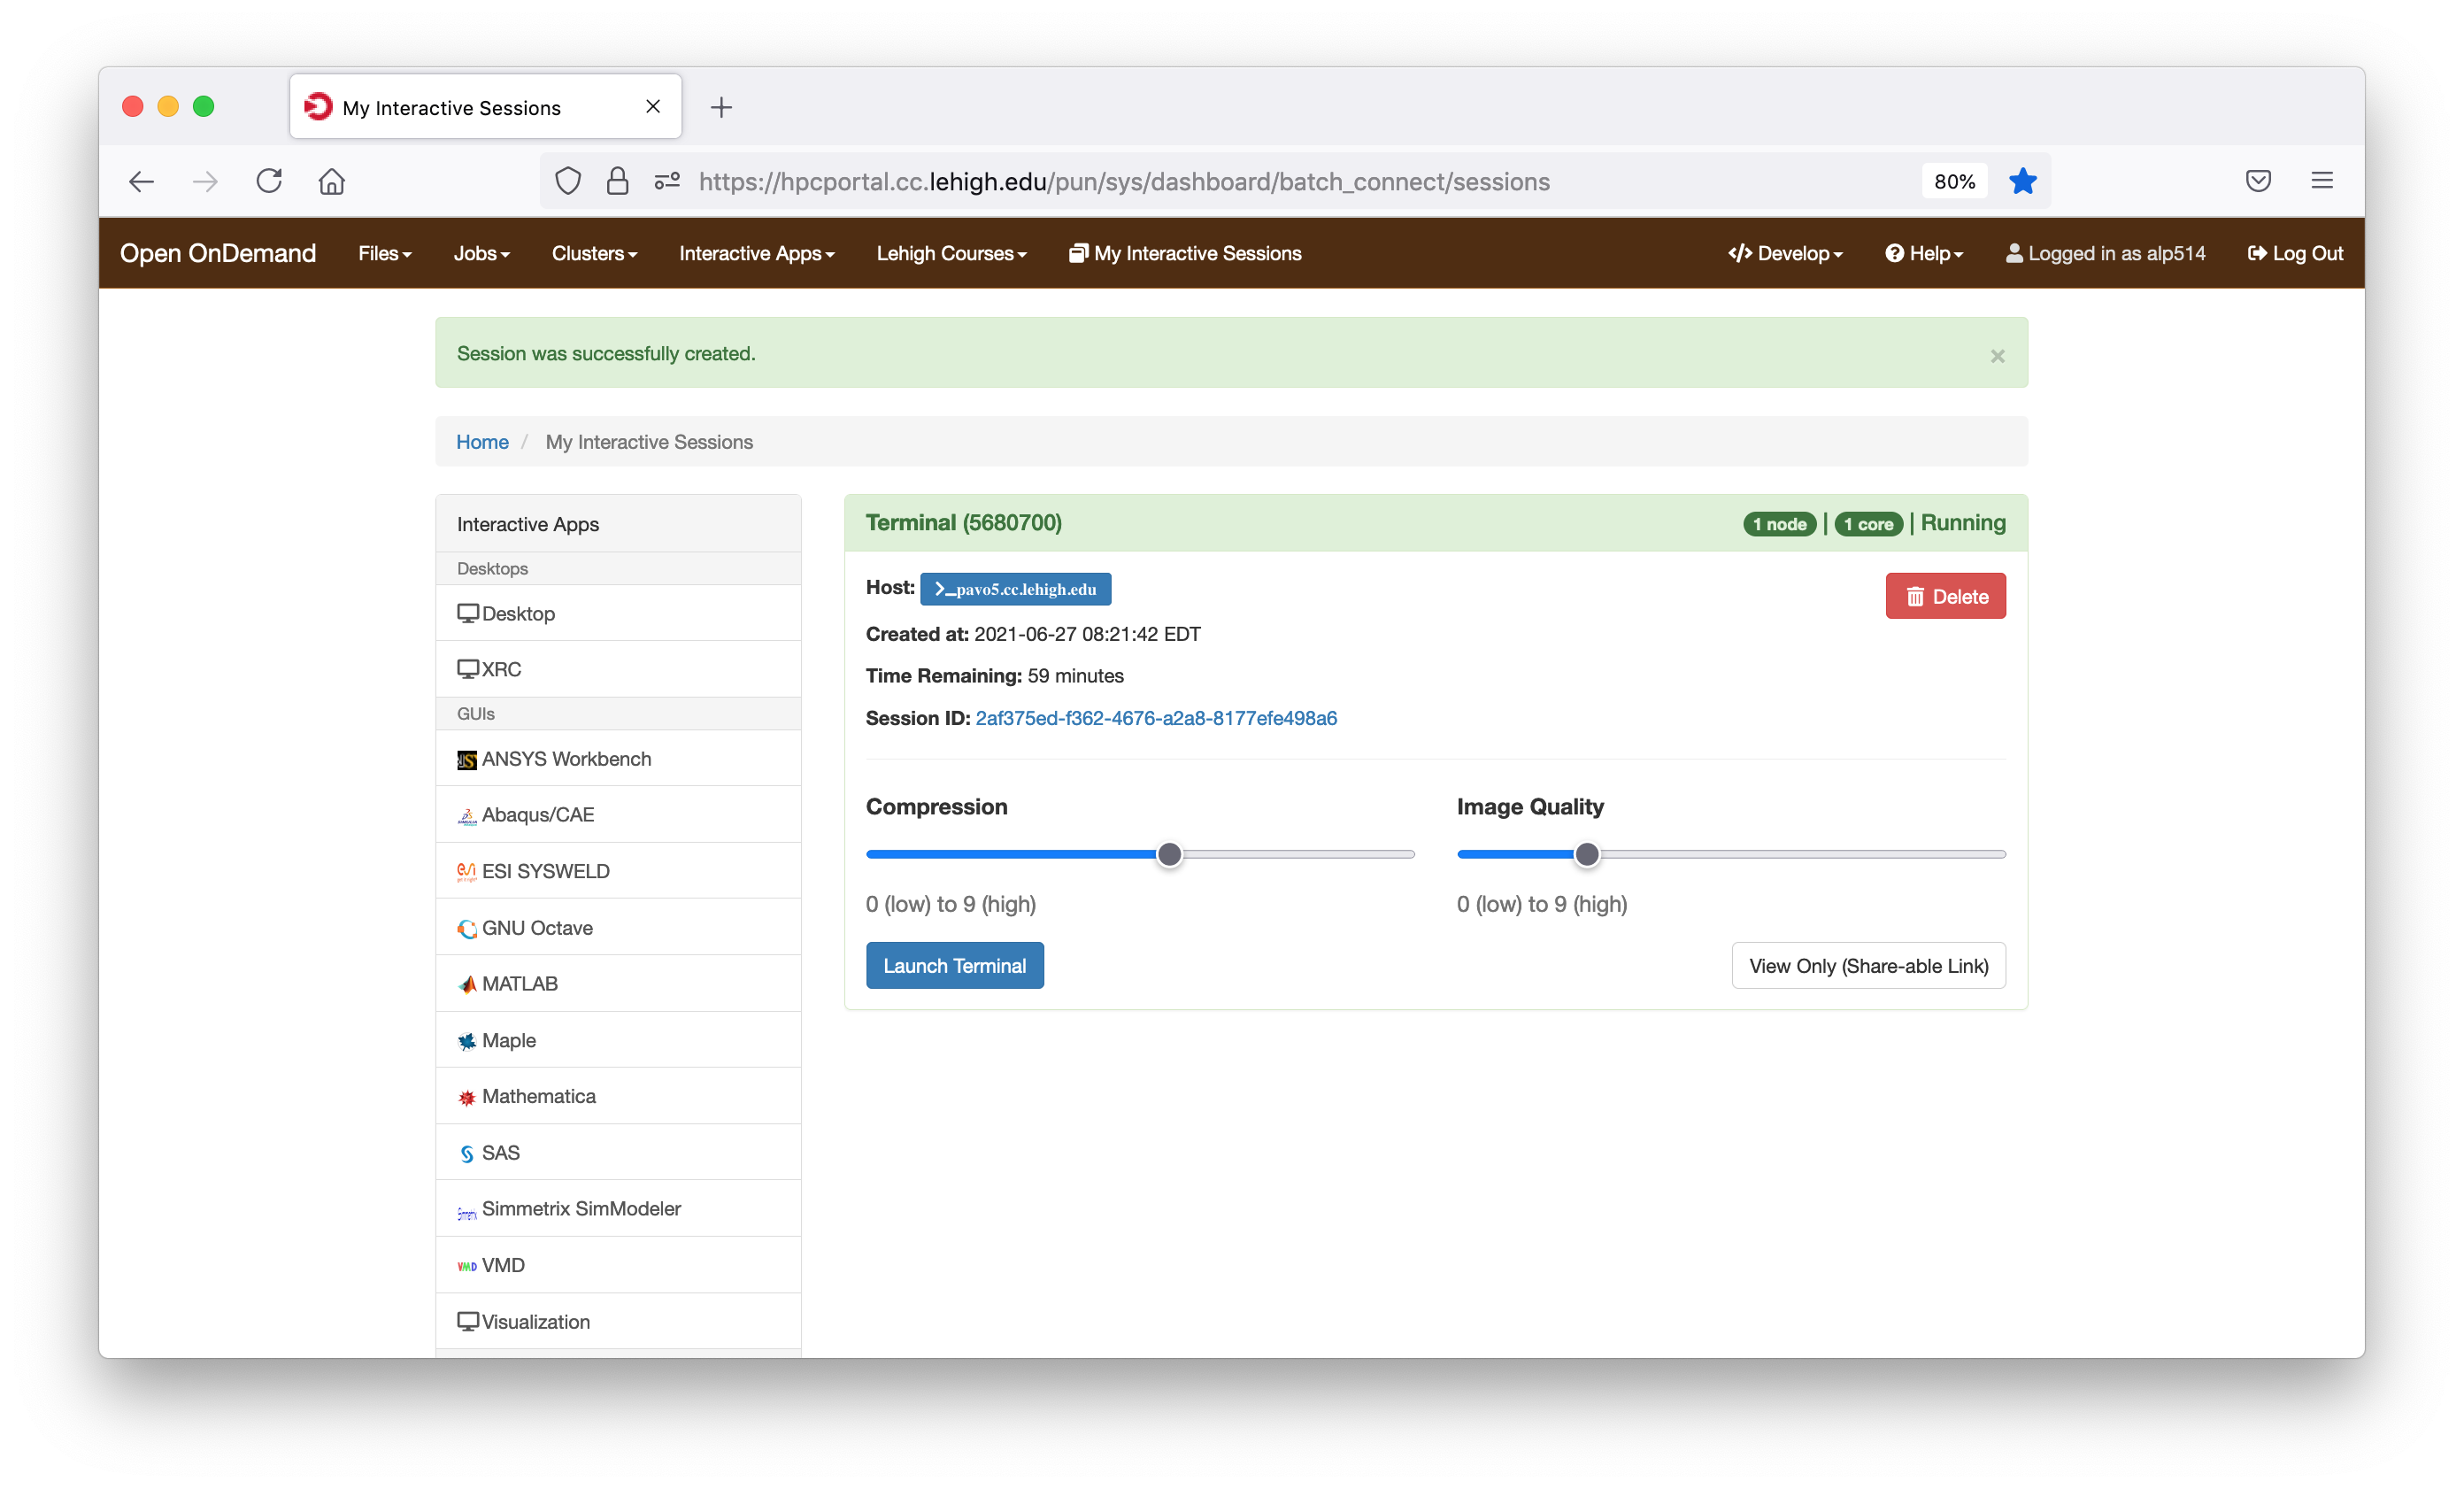 My Interactive Sessions
https://hpcportal.cc.lehigh.edu/pun/sys/dashboard/batch_connect/sessions
80%
Open OnDemand Files Jobs Clusters Interactive Apps Lehigh Courses My Interactive Sessions Develop Help Logged in as alp514 Log Out
Session was successfully created. ×
Home / My Interactive Sessions
Interactive Apps
Desktops
Desktop
XRC
GUIs
ANSYS Workbench
Abaqus/CAE
ESI SYSWELD
GNU Octave
MATLAB
Maple
Mathematica
SAS
Simmetrix SimModeler
VMD VMD
Visualization
Terminal (5680700) 1 node | 1 core | Running
Host: >_pavo5.cc.lehigh.edu
Delete
Created at: 2021-06-27 08:21:42 EDT
Time Remaining: 59 minutes
Session ID: 2af375ed-f362-4676-a2a8-8177efe498a6
Compression
0 (low) to 9 (high)
Image Quality
0 (low) to 9 (high)
Launch Terminal
View Only (Share-able Link)